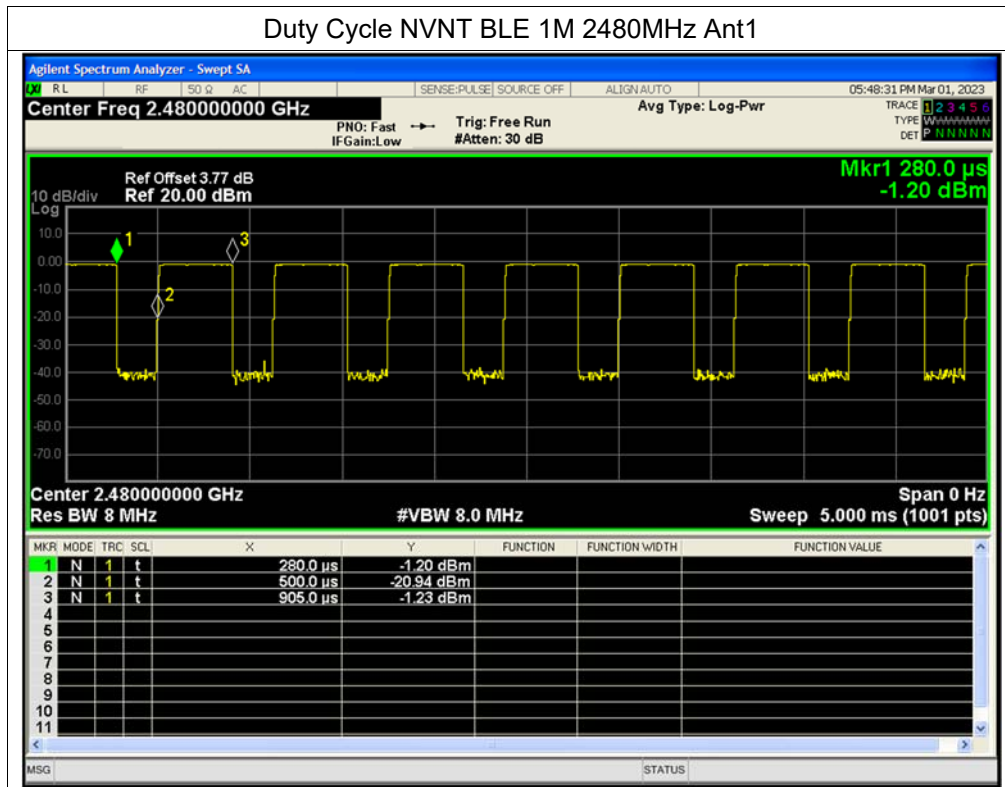 Duty Cycle NVNT BLE 1M 2480MHz Ant1
Agilent Spectrum Analyzer - Swept SA
LXI RL RF 50 Ω AC SENSE:PULSE SOURCE OFF ALIGN AUTO 05:48:31 PM Mar 01, 2023
Center Freq 2.480000000 GHz Avg Type: Log-Pwr TRACE 1 2 3 4 5 6
PNO: Fast Trig: Free Run TYPE W
IFGain:Low #Atten: 30 dB DET P N N N N N
Mkr1 280.0 µs
Ref Offset 3.77 dB
10 dB/div Ref 20.00 dBm -1.20 dBm
Log
10.0
0.00
-10.0
-20.0
-30.0
-40.0
-50.0
-60.0
-70.0
1
2
3
Center 2.480000000 GHz Span 0 Hz
Res BW 8 MHz #VBW 8.0 MHz Sweep 5.000 ms (1001 pts)
MKR MODE TRC SCL X Y FUNCTION FUNCTION WIDTH FUNCTION VALUE
1 N 1 t 280.0 µs -1.20 dBm
2 N 1 t 500.0 µs -20.94 dBm
3 N 1 t 905.0 µs -1.23 dBm
4
5
6
7
8
9
10
11
MSG STATUS